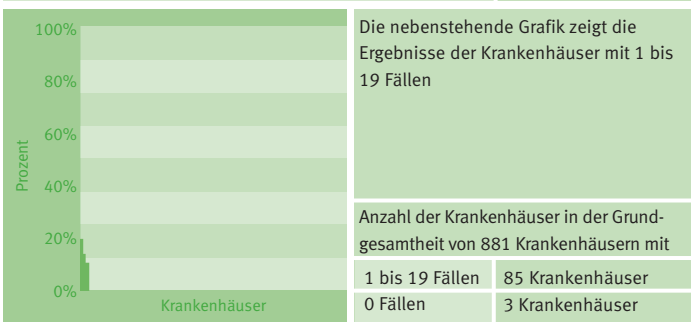 100%
80%
60%
40%
20%
0%
Prozent
Krankenhäuser
Die nebenstehende Grafik zeigt die
Ergebnisse der Krankenhäuser mit 1 bis
19 Fällen
Anzahl der Krankenhäuser in der Grund-
gesamtheit von 881 Krankenhäusern mit
1 bis 19 Fällen 85 Krankenhäuser
0 Fällen 3 Krankenhäuser